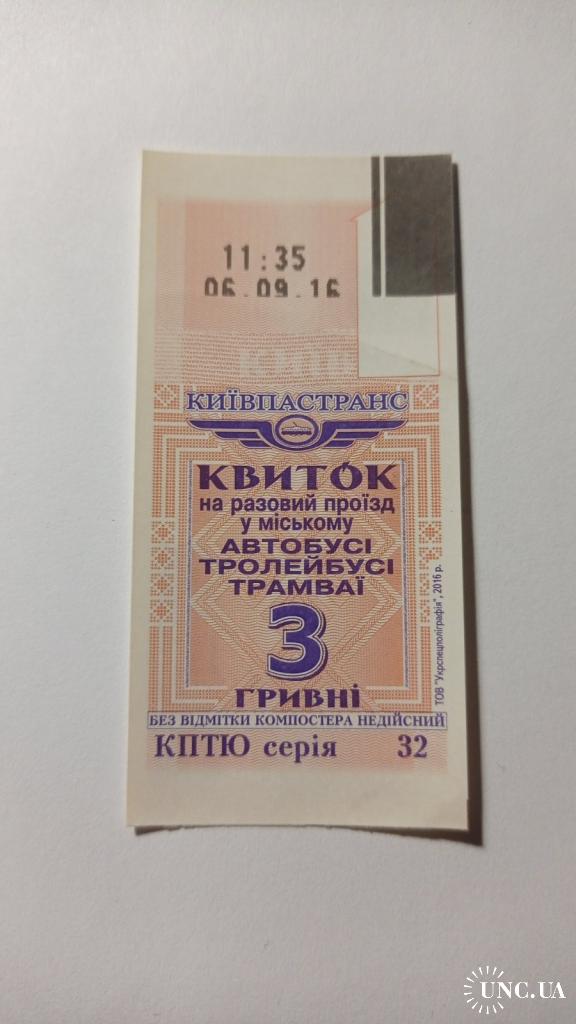 11:35
06.09.16
КИЇВПАСТРАНС
КВИТОК
на разовий проїзд
у міському
АВТОБУСІ
ТРОЛЕЙБУСІ
ТРАМВАЇ
3
ГРИВНІ
БЕЗ ВІДМІТКИ КОМПОСТЕРА НЕДІЙСНИЙ
КПТЮ серія 32
ТОВ "Укрспецполіграфія", 2016 р.
UNC.UA